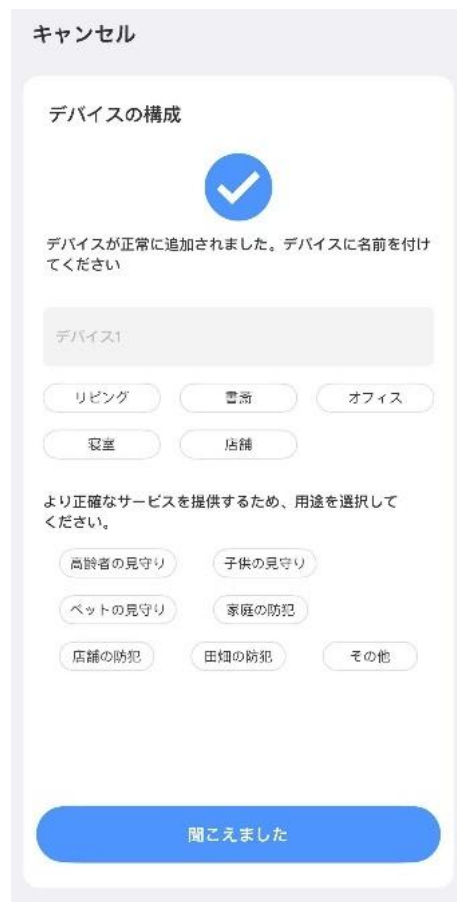 キャンセル
デバイスの構成
デバイスが正常に追加されました。デバイスに名前を付け
てください
デバイス1
リビング 書斎 オフィス
寝室 店舗
より正確なサービスを提供するため、用途を選択して
ください。
高齢者の見守り 子供の見守り
ペットの見守り 家庭の防犯
店舗の防犯 田畑の防犯 その他
聞こえました